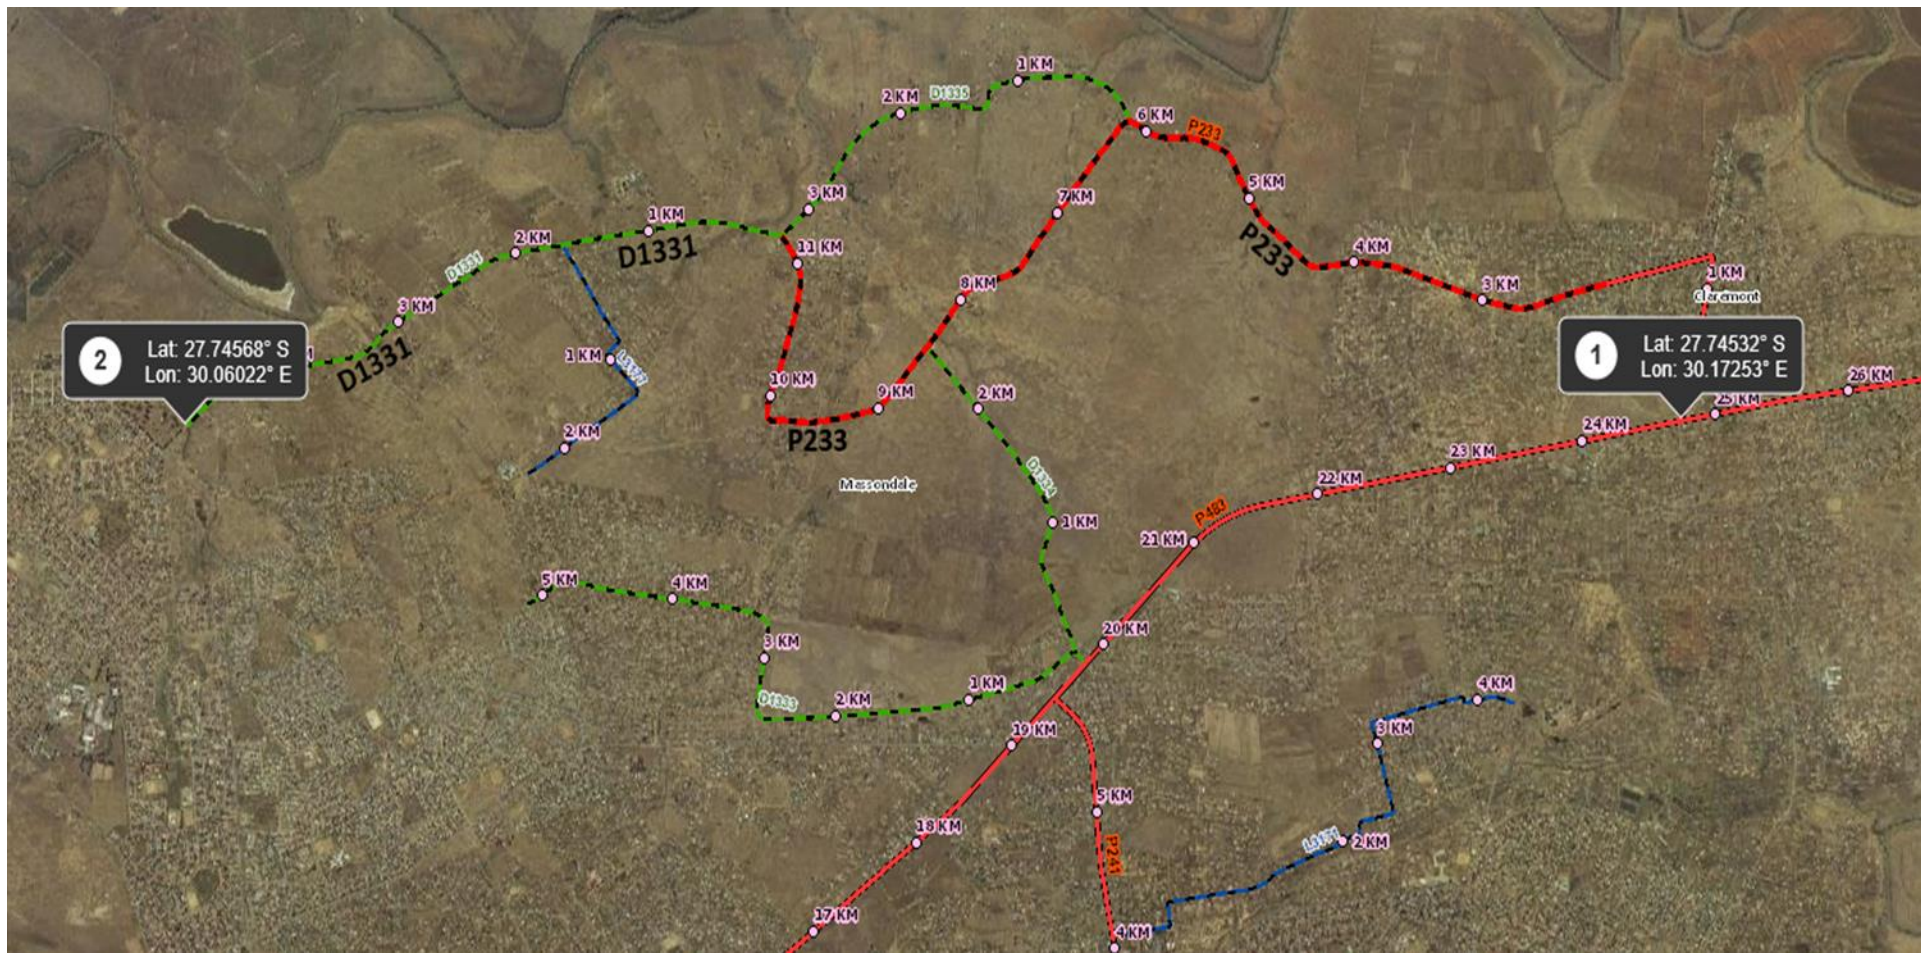 1 KM
2 KM
D1335
6 KM
P233
5 KM
3 KM
1 KM
7 KM
2 KM
D1331
D1331
11 KM
P233
4 KM
1 KM
Claremont
3 KM
8 KM
3 KM
2
Lat: 27.74568° S
Lon: 30.06022° E
D1331
1 KM
1
Lat: 27.74532° S
Lon: 30.17253° E
10 KM
9 KM
2 KM
26 KM
25 KM
24 KM
P233
2 KM
23 KM
Massondale
D1334
22 KM
P483
1 KM
21 KM
5 KM
4 KM
3 KM
20 KM
D1333
2 KM
1 KM
19 KM
4 KM
3 KM
5 KM
18 KM
P241
2 KM
17 KM
4 KM